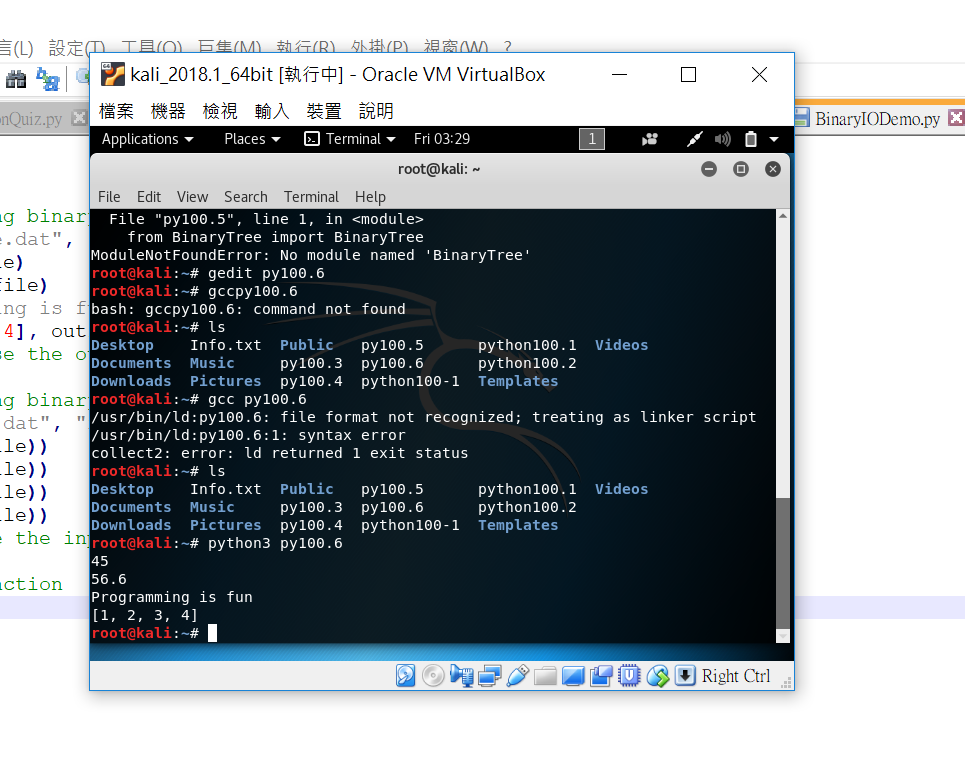 言(L) 設定(T) 工具(O) 巨集(M) 執行(R) 外掛(P) 視窗(W) ?
onQuiz.py
BinaryIODemo.py
ng binary
e.dat",
le)
file)
ing is f
4], out
se the o
ng binar
.dat", "
le))
le))
le))
le))
e the inp
nction
kali_2018.1_64bit [執行中] - Oracle VM VirtualBox
檔案 機器 檢視 輸入 裝置 說明
Applications Places Terminal Fri 03:29 1
root@kali: ~
File Edit View Search Terminal Help
File "py100.5", line 1, in <module>
from BinaryTree import BinaryTree
ModuleNotFoundError: No module named 'BinaryTree'
root@kali:~# gedit py100.6
root@kali:~# gccpy100.6
bash: gccpy100.6: command not found
root@kali:~# ls
Desktop Info.txt Public py100.5 python100.1 Videos
Documents Music py100.3 py100.6 python100.2
Downloads Pictures py100.4 python100-1 Templates
root@kali:~# gcc py100.6
/usr/bin/ld:py100.6: file format not recognized; treating as linker script
/usr/bin/ld:py100.6:1: syntax error
collect2: error: ld returned 1 exit status
root@kali:~# ls
Desktop Info.txt Public py100.5 python100.1 Videos
Documents Music py100.3 py100.6 python100.2
Downloads Pictures py100.4 python100-1 Templates
root@kali:~# python3 py100.6
45
56.6
Programming is fun
[1, 2, 3, 4]
root@kali:~#
Right Ctrl